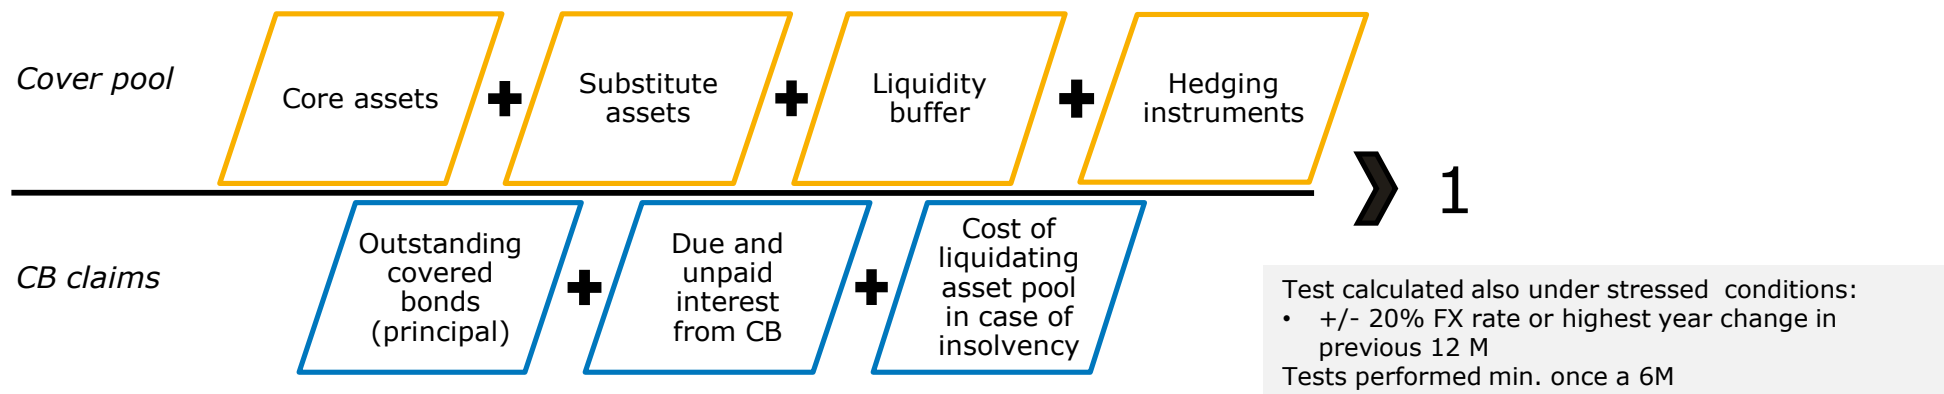 Cover pool
Core assets
Substitute
assets
Liquidity
buffer
Hedging
instruments
1
CB claims
Outstanding
covered
bonds
(principal)
Due and
unpaid
interest
from CB
Cost of
liquidating
asset pool
in case of
insolvency
Test calculated also under stressed conditions:
• +/- 20% FX rate or highest year change in
previous 12 M
Tests performed min. once a 6M